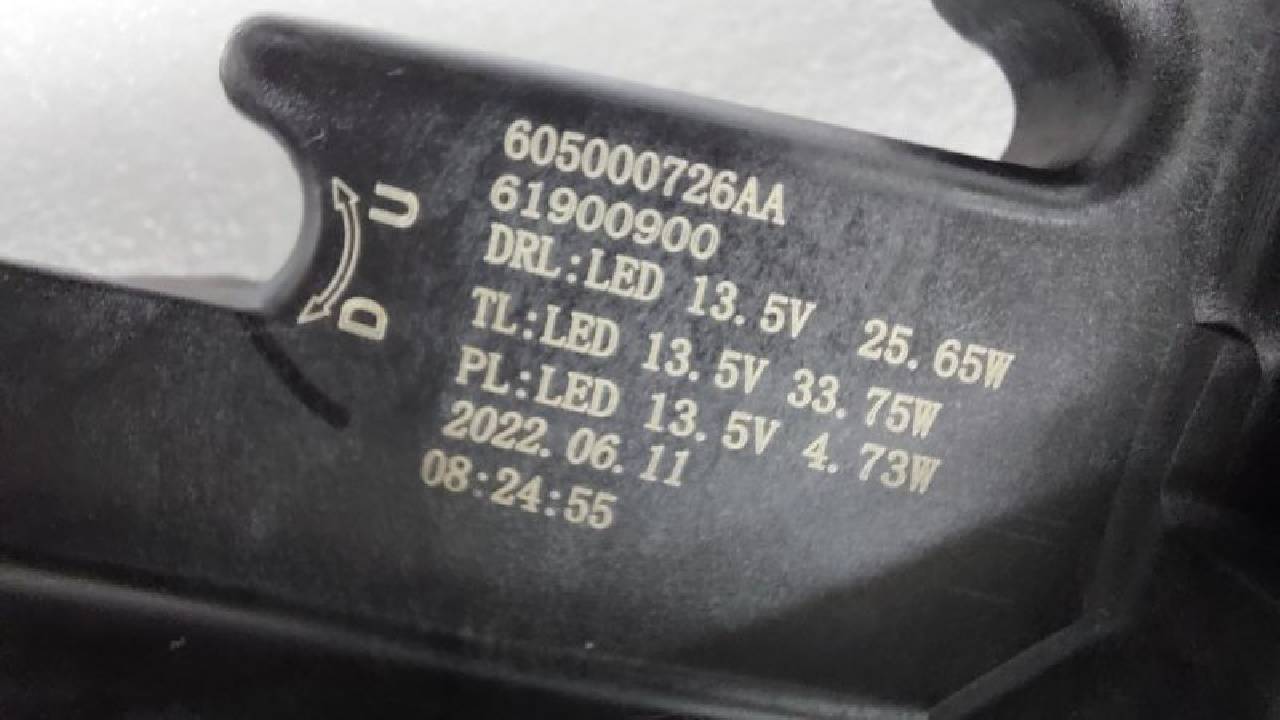 605000726AA
61900900
DRL:LED 13.5V 25.65W
TL:LED 13.5V 33.75W
PL:LED 13.5V 4.73W
2022.06.11
08:24:55
U
D